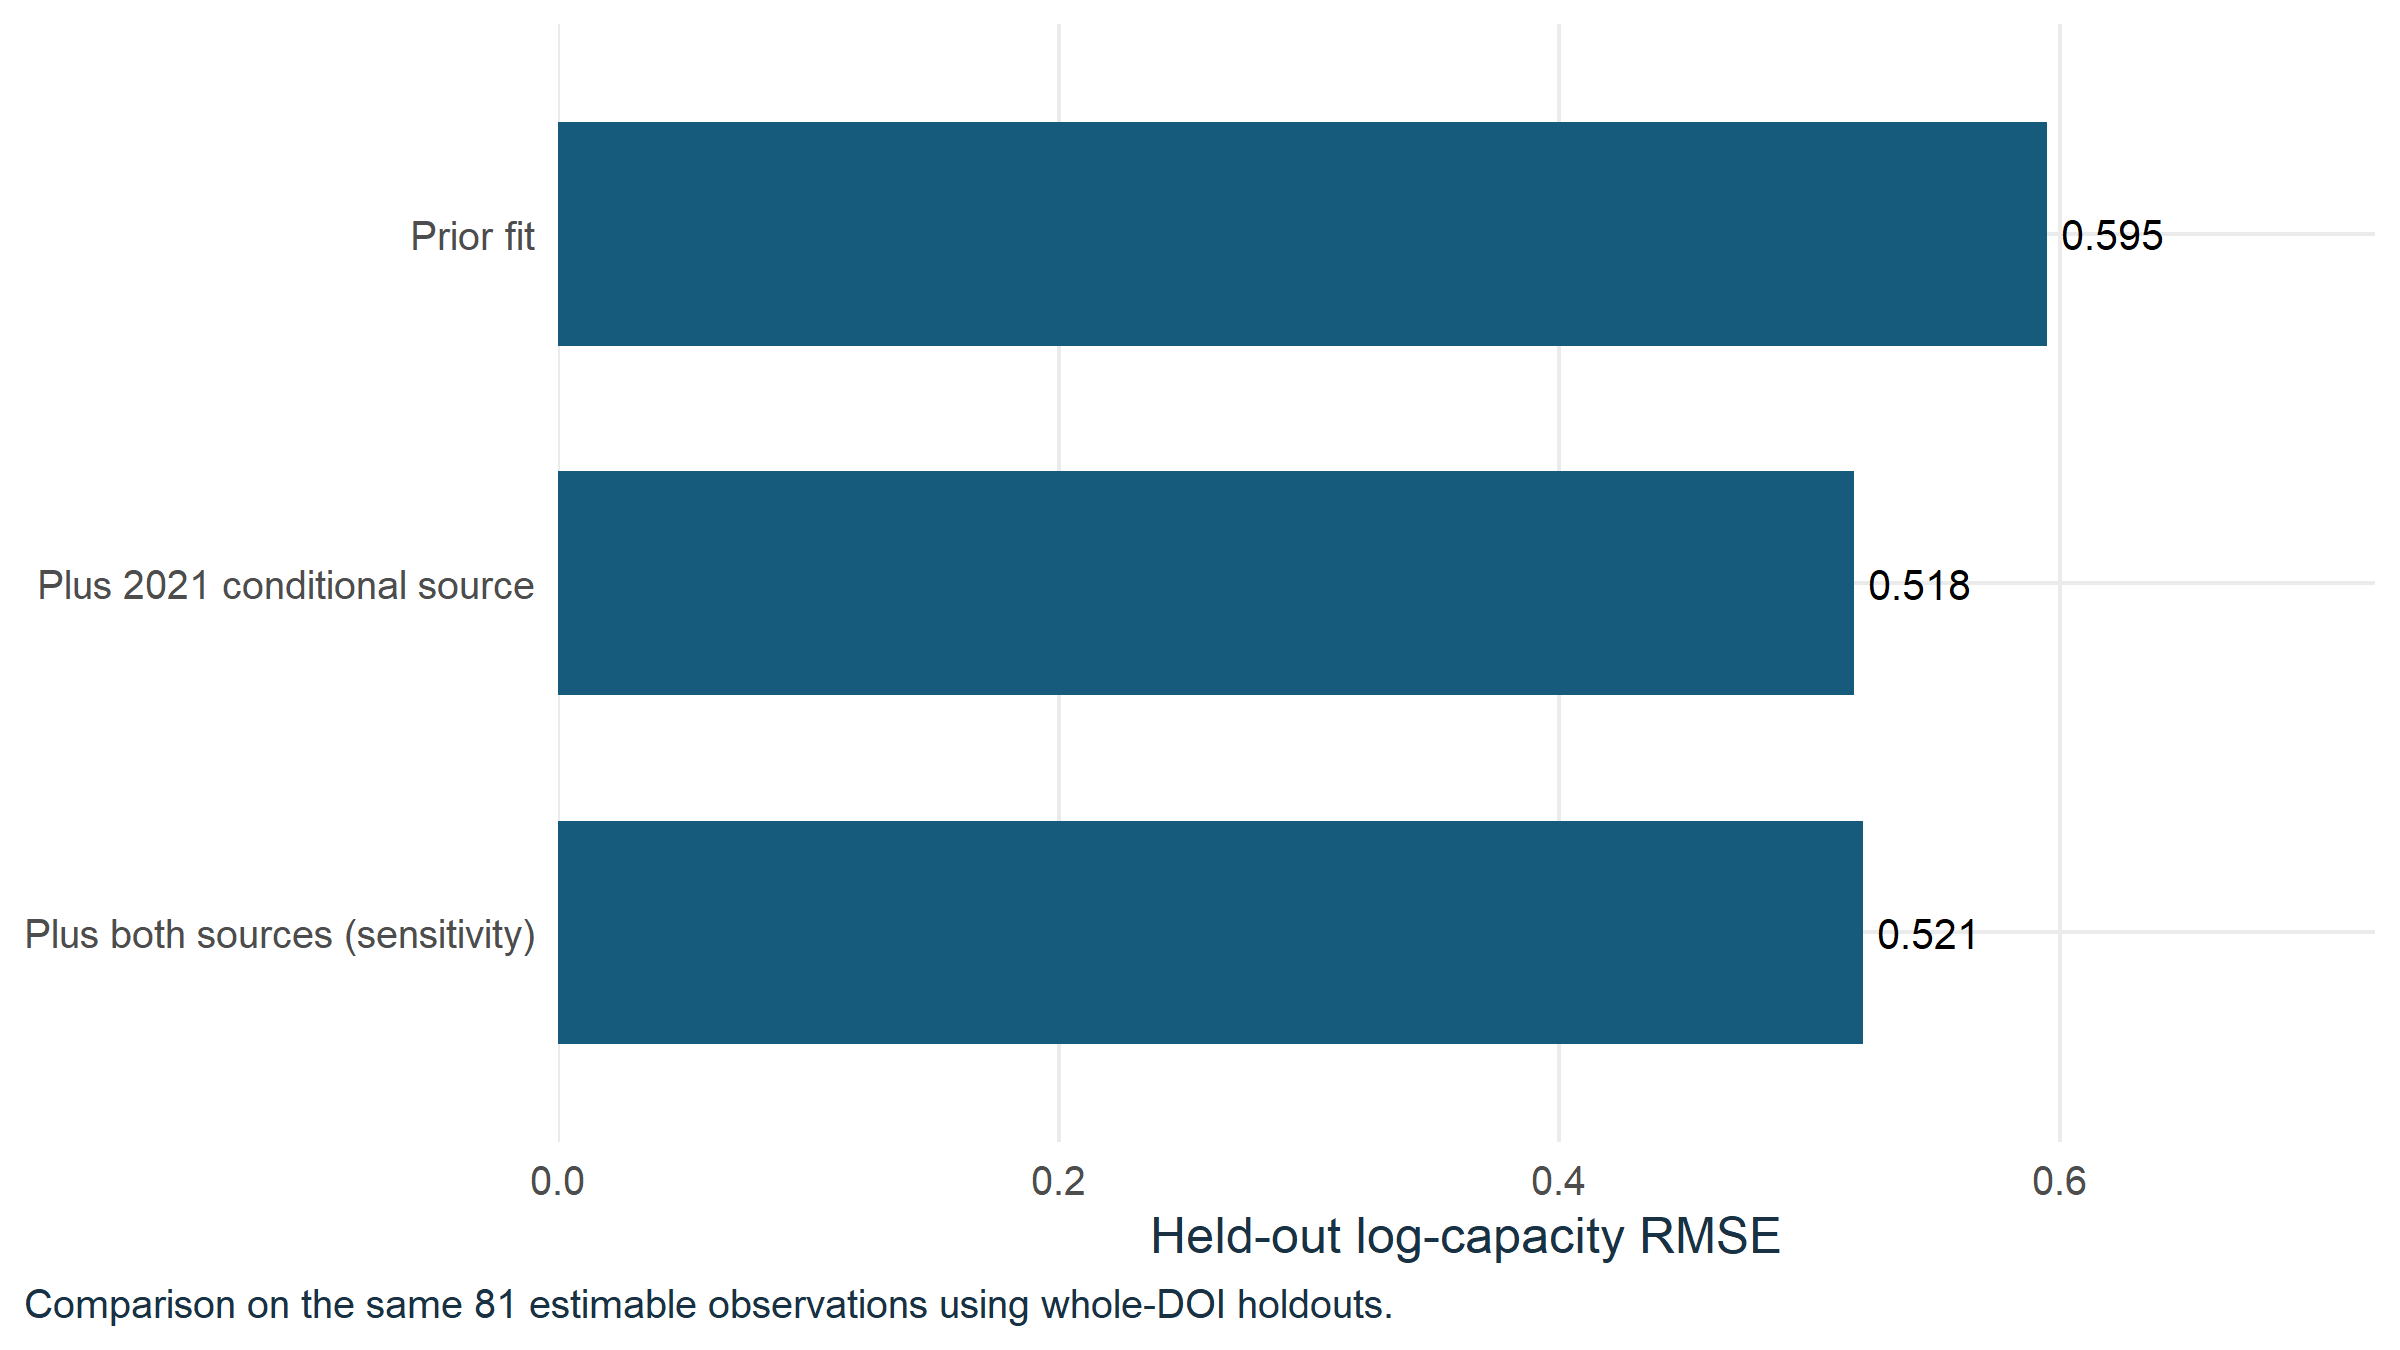 Prior fit
0.595
Plus 2021 conditional source
0.518
Plus both sources (sensitivity)
0.521
0.0 0.2 0.4 0.6
Held-out log-capacity RMSE
Comparison on the same 81 estimable observations using whole-DOI holdouts.